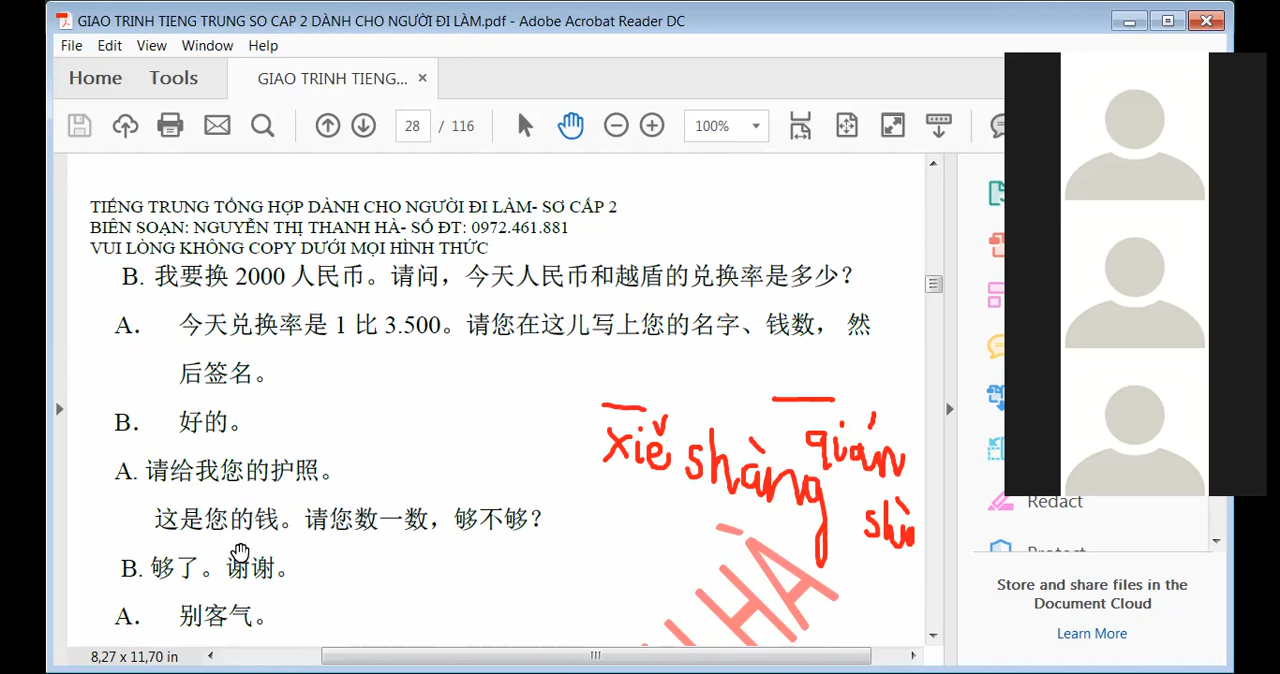 GIAO TRINH TIENG TRUNG SO CAP 2 DÀNH CHO NGƯỜI ĐI LÀM.pdf - Adobe Acrobat Reader DC
File Edit View Window Help
Home Tools GIAO TRINH TIENG... ×
28 / 116 100%
TIẾNG TRUNG TỔNG HỢP DÀNH CHO NGƯỜI ĐI LÀM- SƠ CẤP 2
BIÊN SOẠN: NGUYỄN THỊ THANH HÀ- SỐ ĐT: 0972.461.881
VUI LÒNG KHÔNG COPY DƯỚI MỌI HÌNH THỨC
B. 我要换 2000 人民币。请问，今天人民币和越盾的兑换率是多少？
A. 今天兑换率是 1 比 3.500。请您在这儿写上您的名字、钱数， 然
后签名。
B. 好的。
xiě shàng qián
A. 请给我您的护照。
这是您的钱。请您数一数，够不够？
B. 够了。谢谢。
HÀ
A. 别客气。
8,27 x 11,70 in
Redact
Store and share files in the
Document Cloud
Learn More